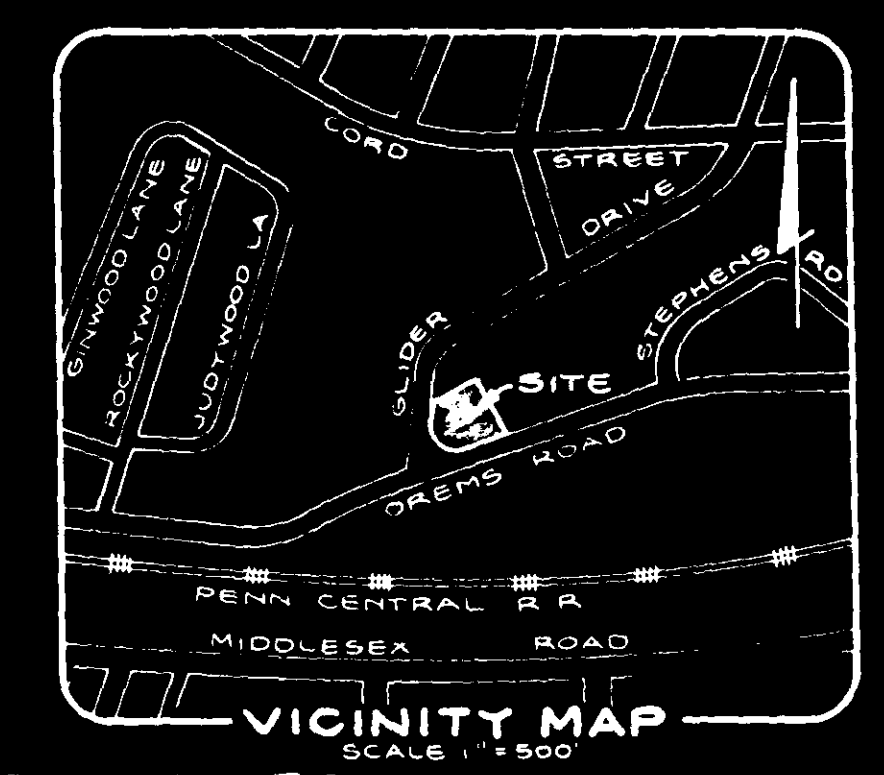 CORD
STREET
DRIVE
GINWOOD LANE
ROCKYWOOD LANE
JUDYWOOD LA
STEPHENS RD
GLIDER
SITE
OREMS ROAD
PENN CENTRAL R R
MIDDLESEX ROAD
VICINITY MAP
SCALE 1" = 500'